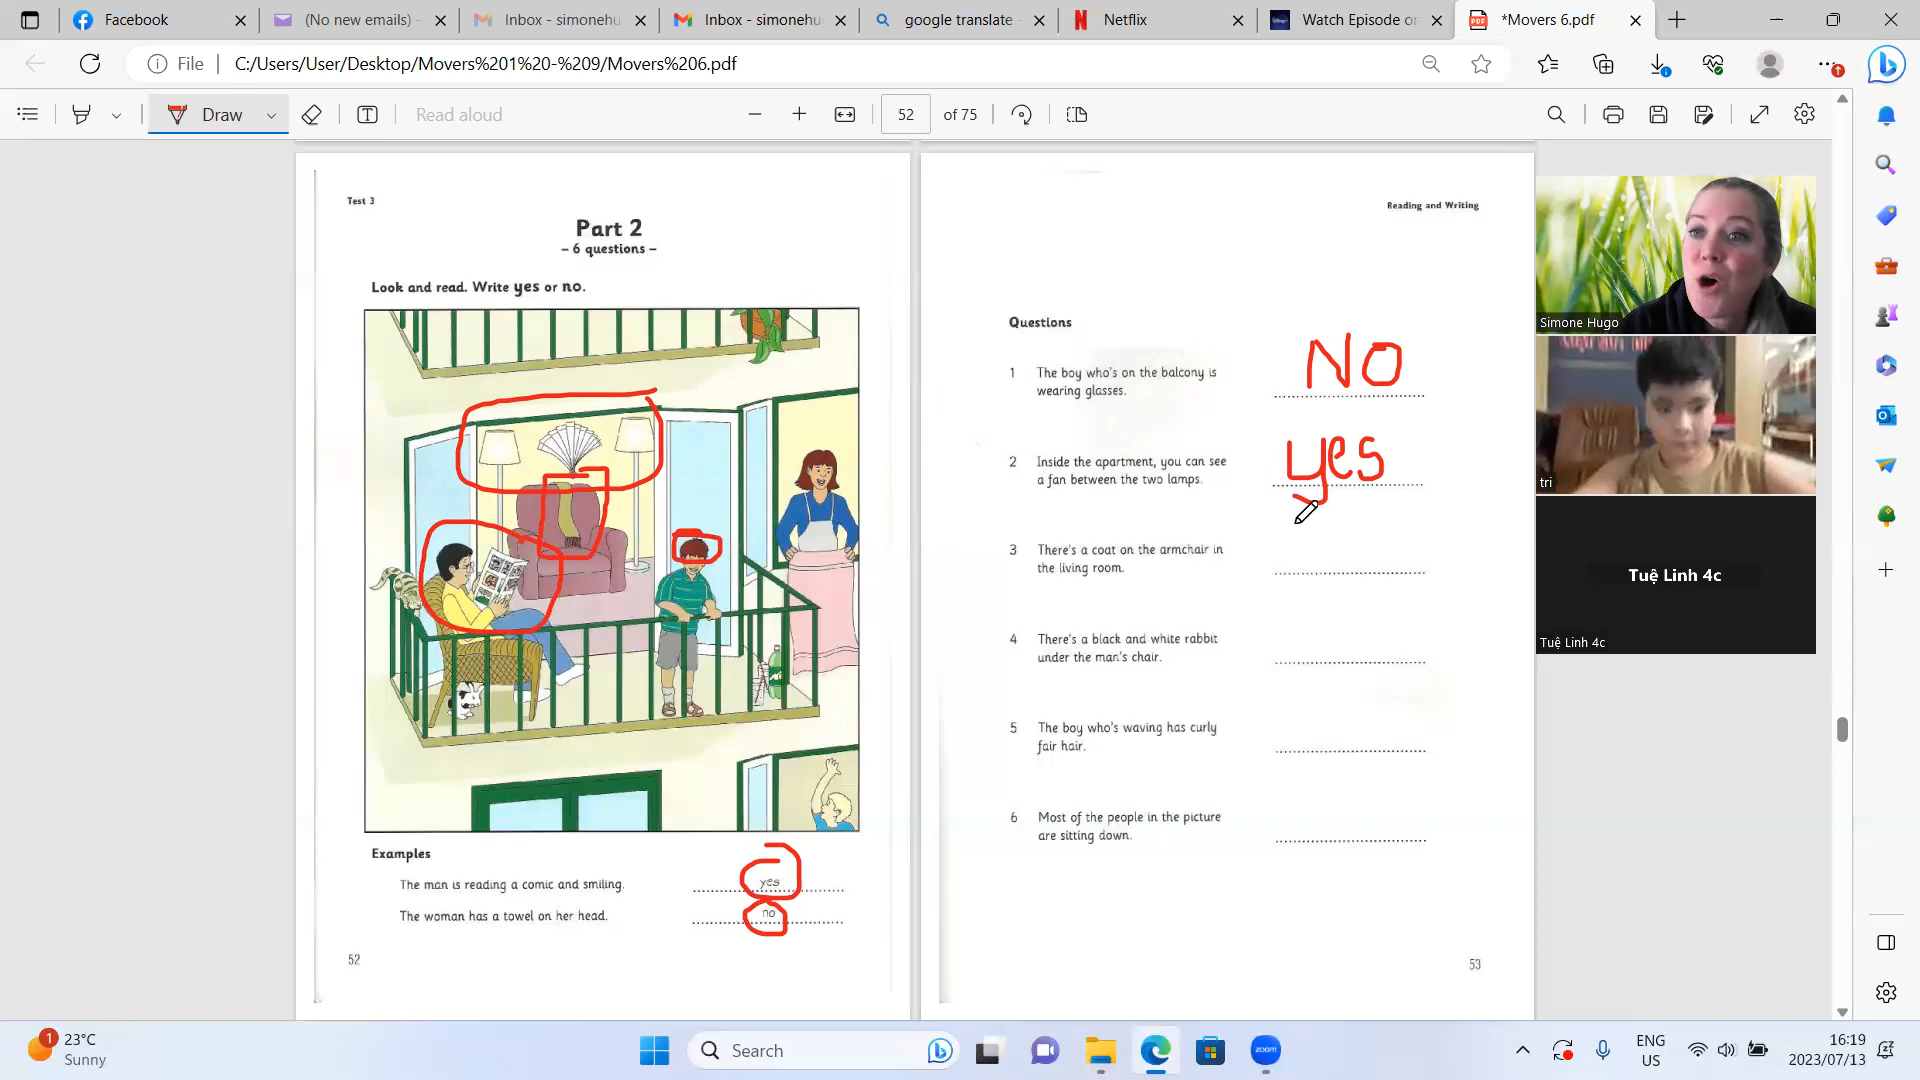 Facebook
(No new emails) -
Inbox - simonehu
Inbox - simonehu
google translate -
Netflix
Watch Episode o
*Movers 6.pdf
File
C:/Users/User/Desktop/Movers%201%20-%209/Movers%206.pdf
Draw
Read aloud
52
of 75
Test 3
Part 2
– 6 questions –
Look and read. Write yes or no.
Examples
The man is reading a comic and smiling.
yes
The woman has a towel on her head.
no
52
Reading and Writing
Questions
1 The boy who's on the balcony is
wearing glasses.
NO
2 Inside the apartment, you can see
a fan between the two lamps.
yes
3 There's a coat on the armchair in
the living room.
4 There's a black and white rabbit
under the man's chair.
5 The boy who's waving has curly
fair hair.
6 Most of the people in the picture
are sitting down.
53
Simone Hugo
tri
Tuệ Linh 4c
Tuệ Linh 4c
1
23°C
Sunny
Search
zoom
ENG
US
16:19
2023/07/13